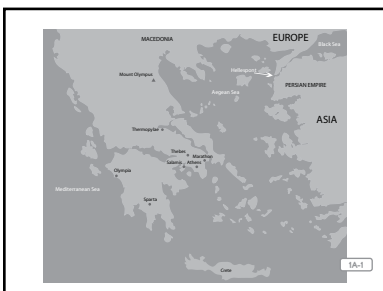 MACEDONIA
EUROPE
Black Sea
Hellespont
Mount Olympus
PERSIAN EMPIRE
Aegean Sea
ASIA
Thermopylae
Thebes
Marathon
Salamis
Athens
Olympia
Mediterranean Sea
Sparta
Crete
1A-1